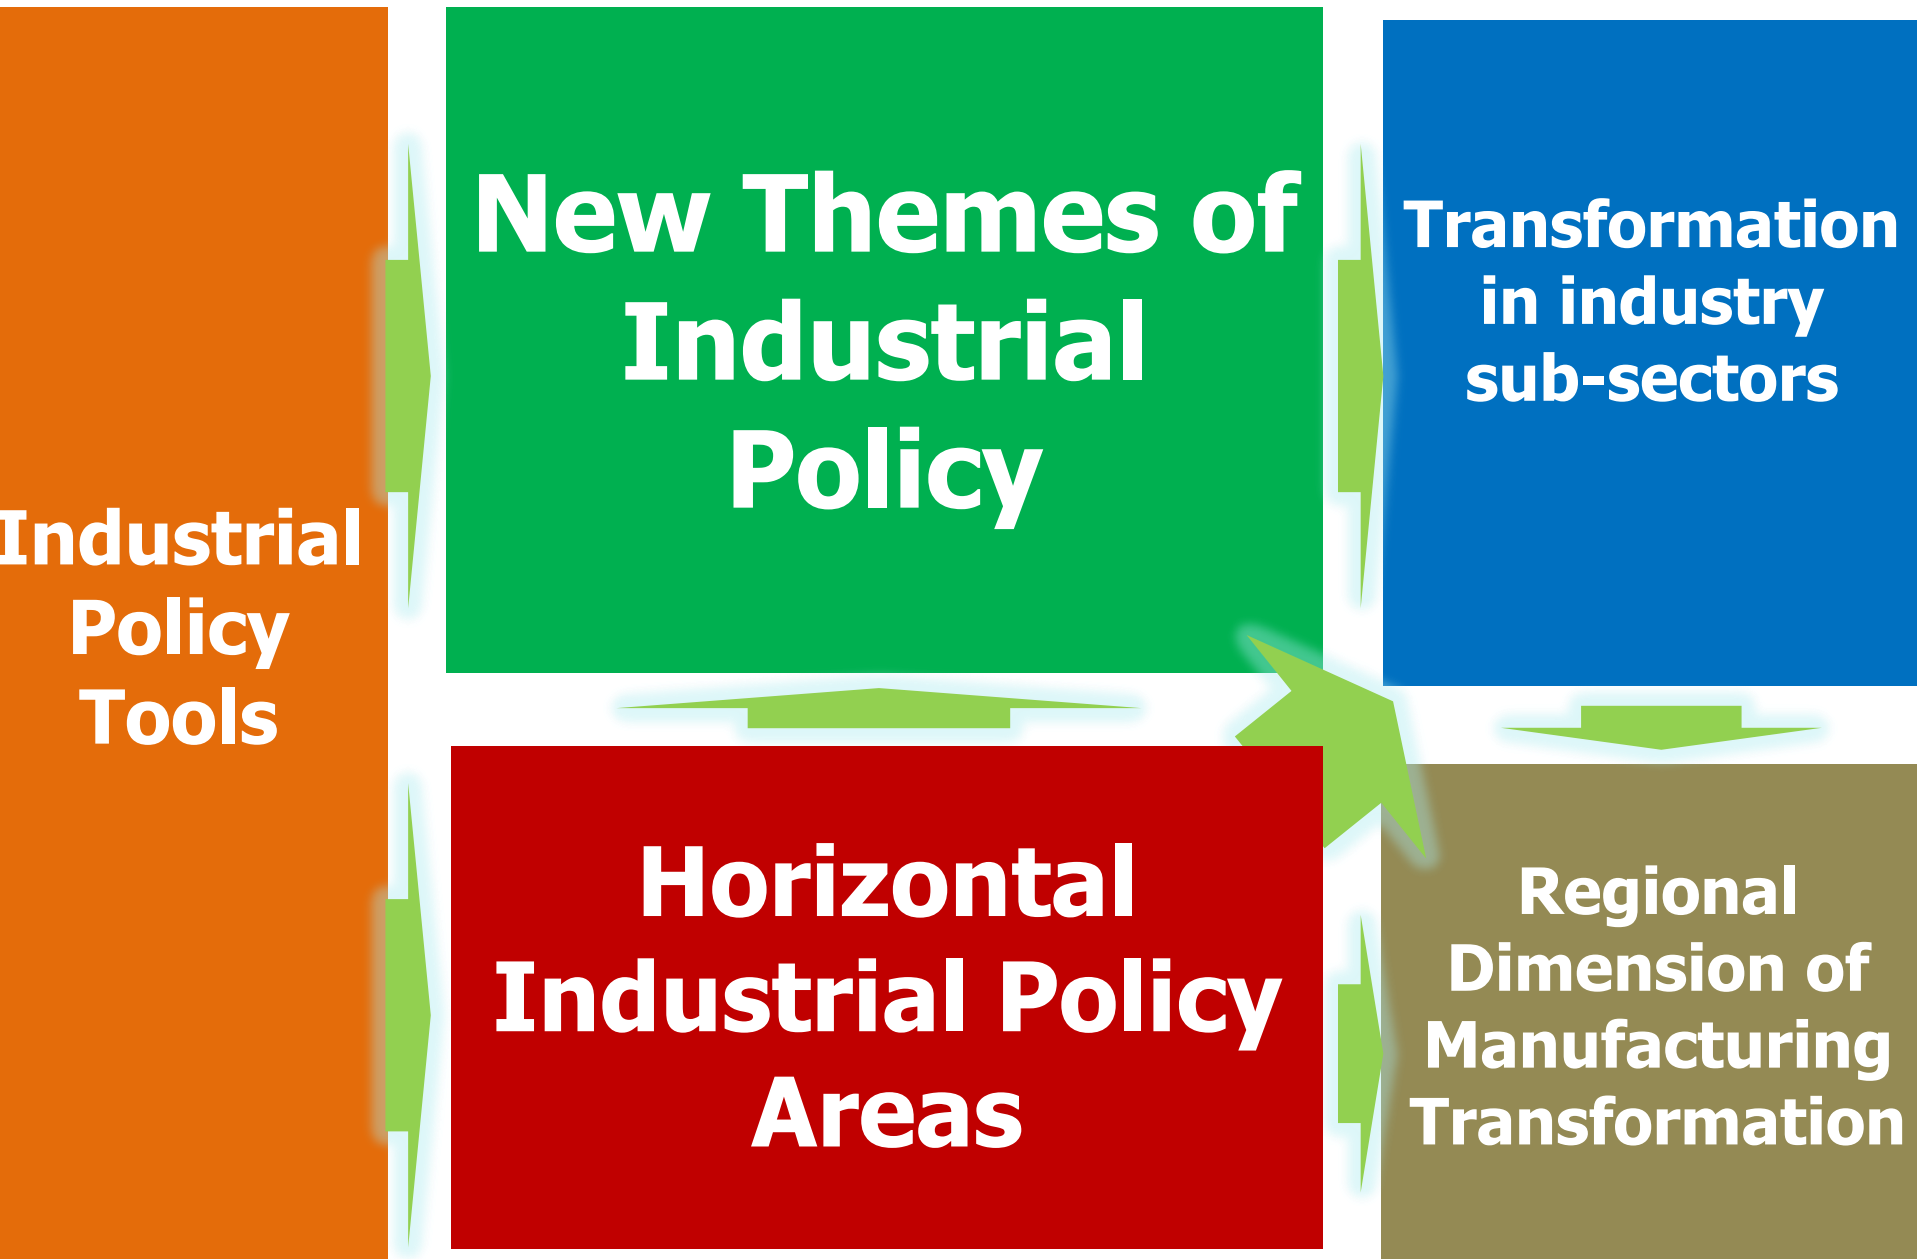 Industrial
Policy
Tools
New Themes of
Industrial
Policy
Transformation
in industry
sub-sectors
Horizontal
Industrial Policy
Areas
Regional
Dimension of
Manufacturing
Transformation